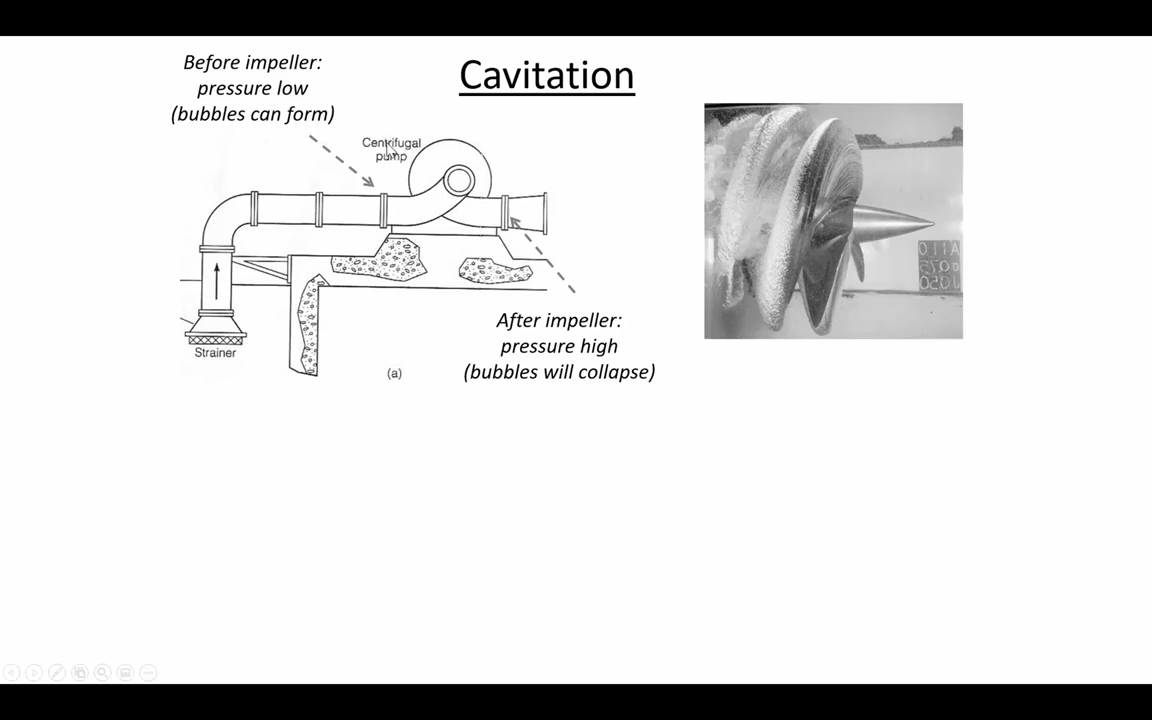 Cavitation
Before impeller:
pressure low
(bubbles can form)
Centrifugal
pump
Strainer
(a)
After impeller:
pressure high
(bubbles will collapse)